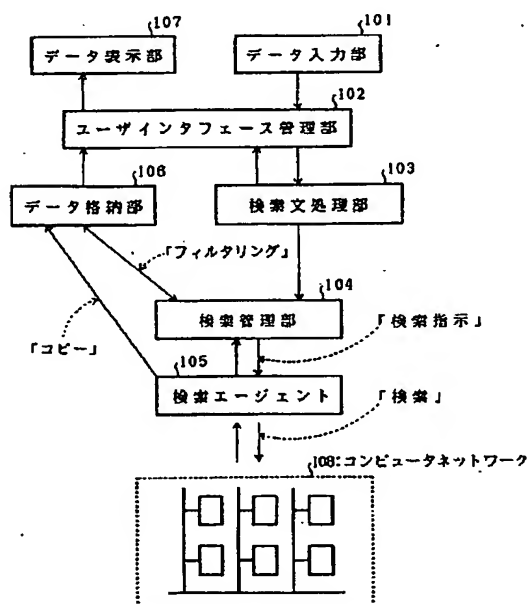 107
データ表示部
101
データ入力部
102
ユーザインタフェース管理部
106
データ格納部
103
検索文処理部
「フィルタリング」
104
検索管理部
「コピー」
「検索指示」
105
検索エージェント
「検索」
108:コンピュータネットワーク